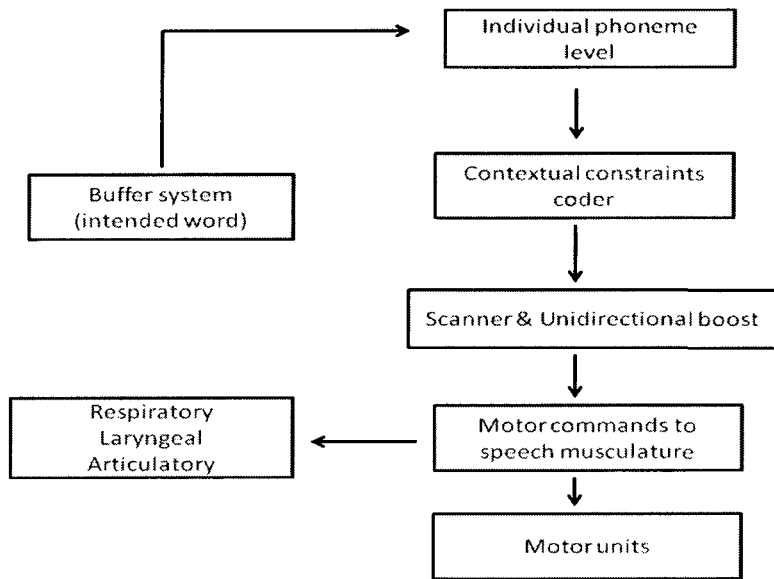 Individual phoneme
level
Buffer system
(intended word)
Contextual constraints
coder
Scanner & Unidirectional boost
Respiratory
Laryngeal
Articulatory
Motor commands to
speech musculature
Motor units